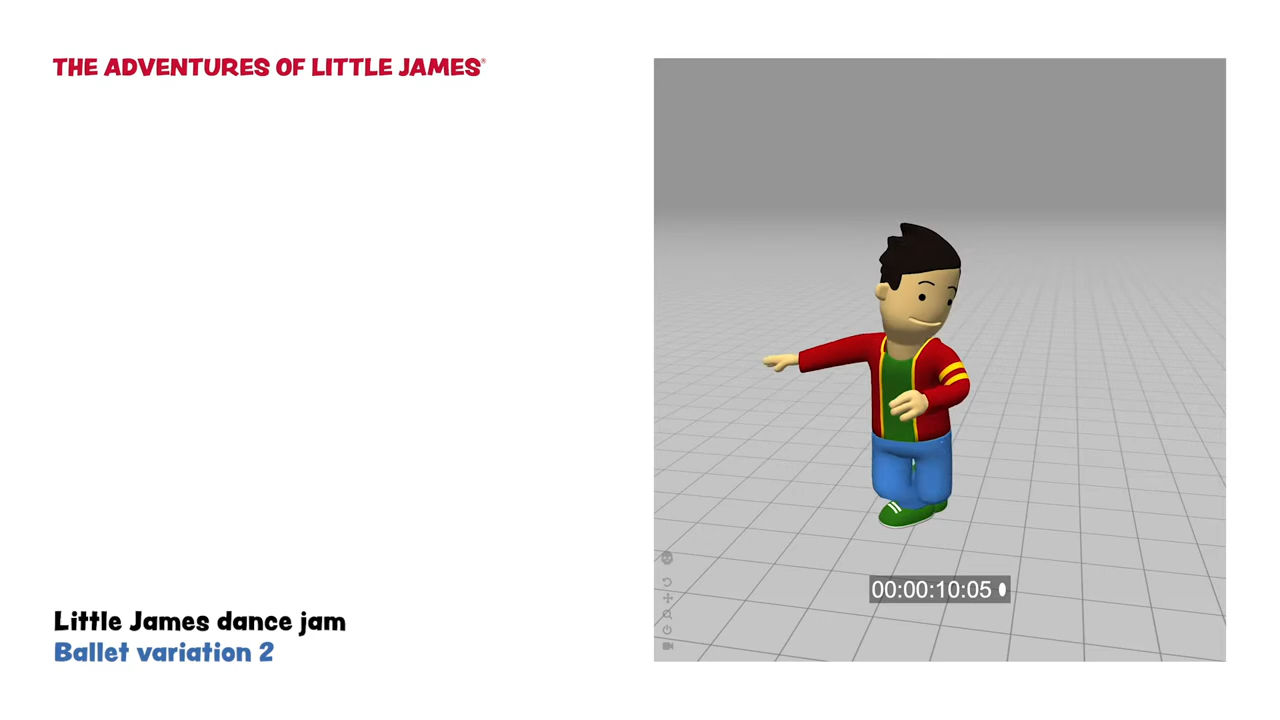 THE ADVENTURES OF LITTLE JAMES®
00:00:10:05
Little James dance jam
Ballet variation 2